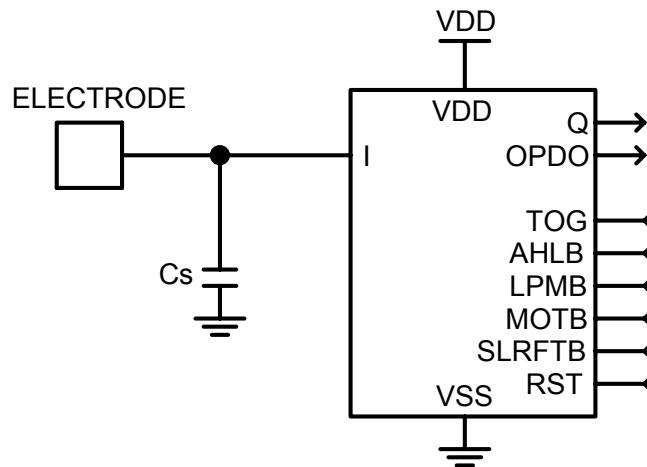 VDD
ELECTRODE
VDD
Q
I
OPDO
TOG
AHLB
Cs
LPMB
MOTB
SLRFTB
RST
VSS